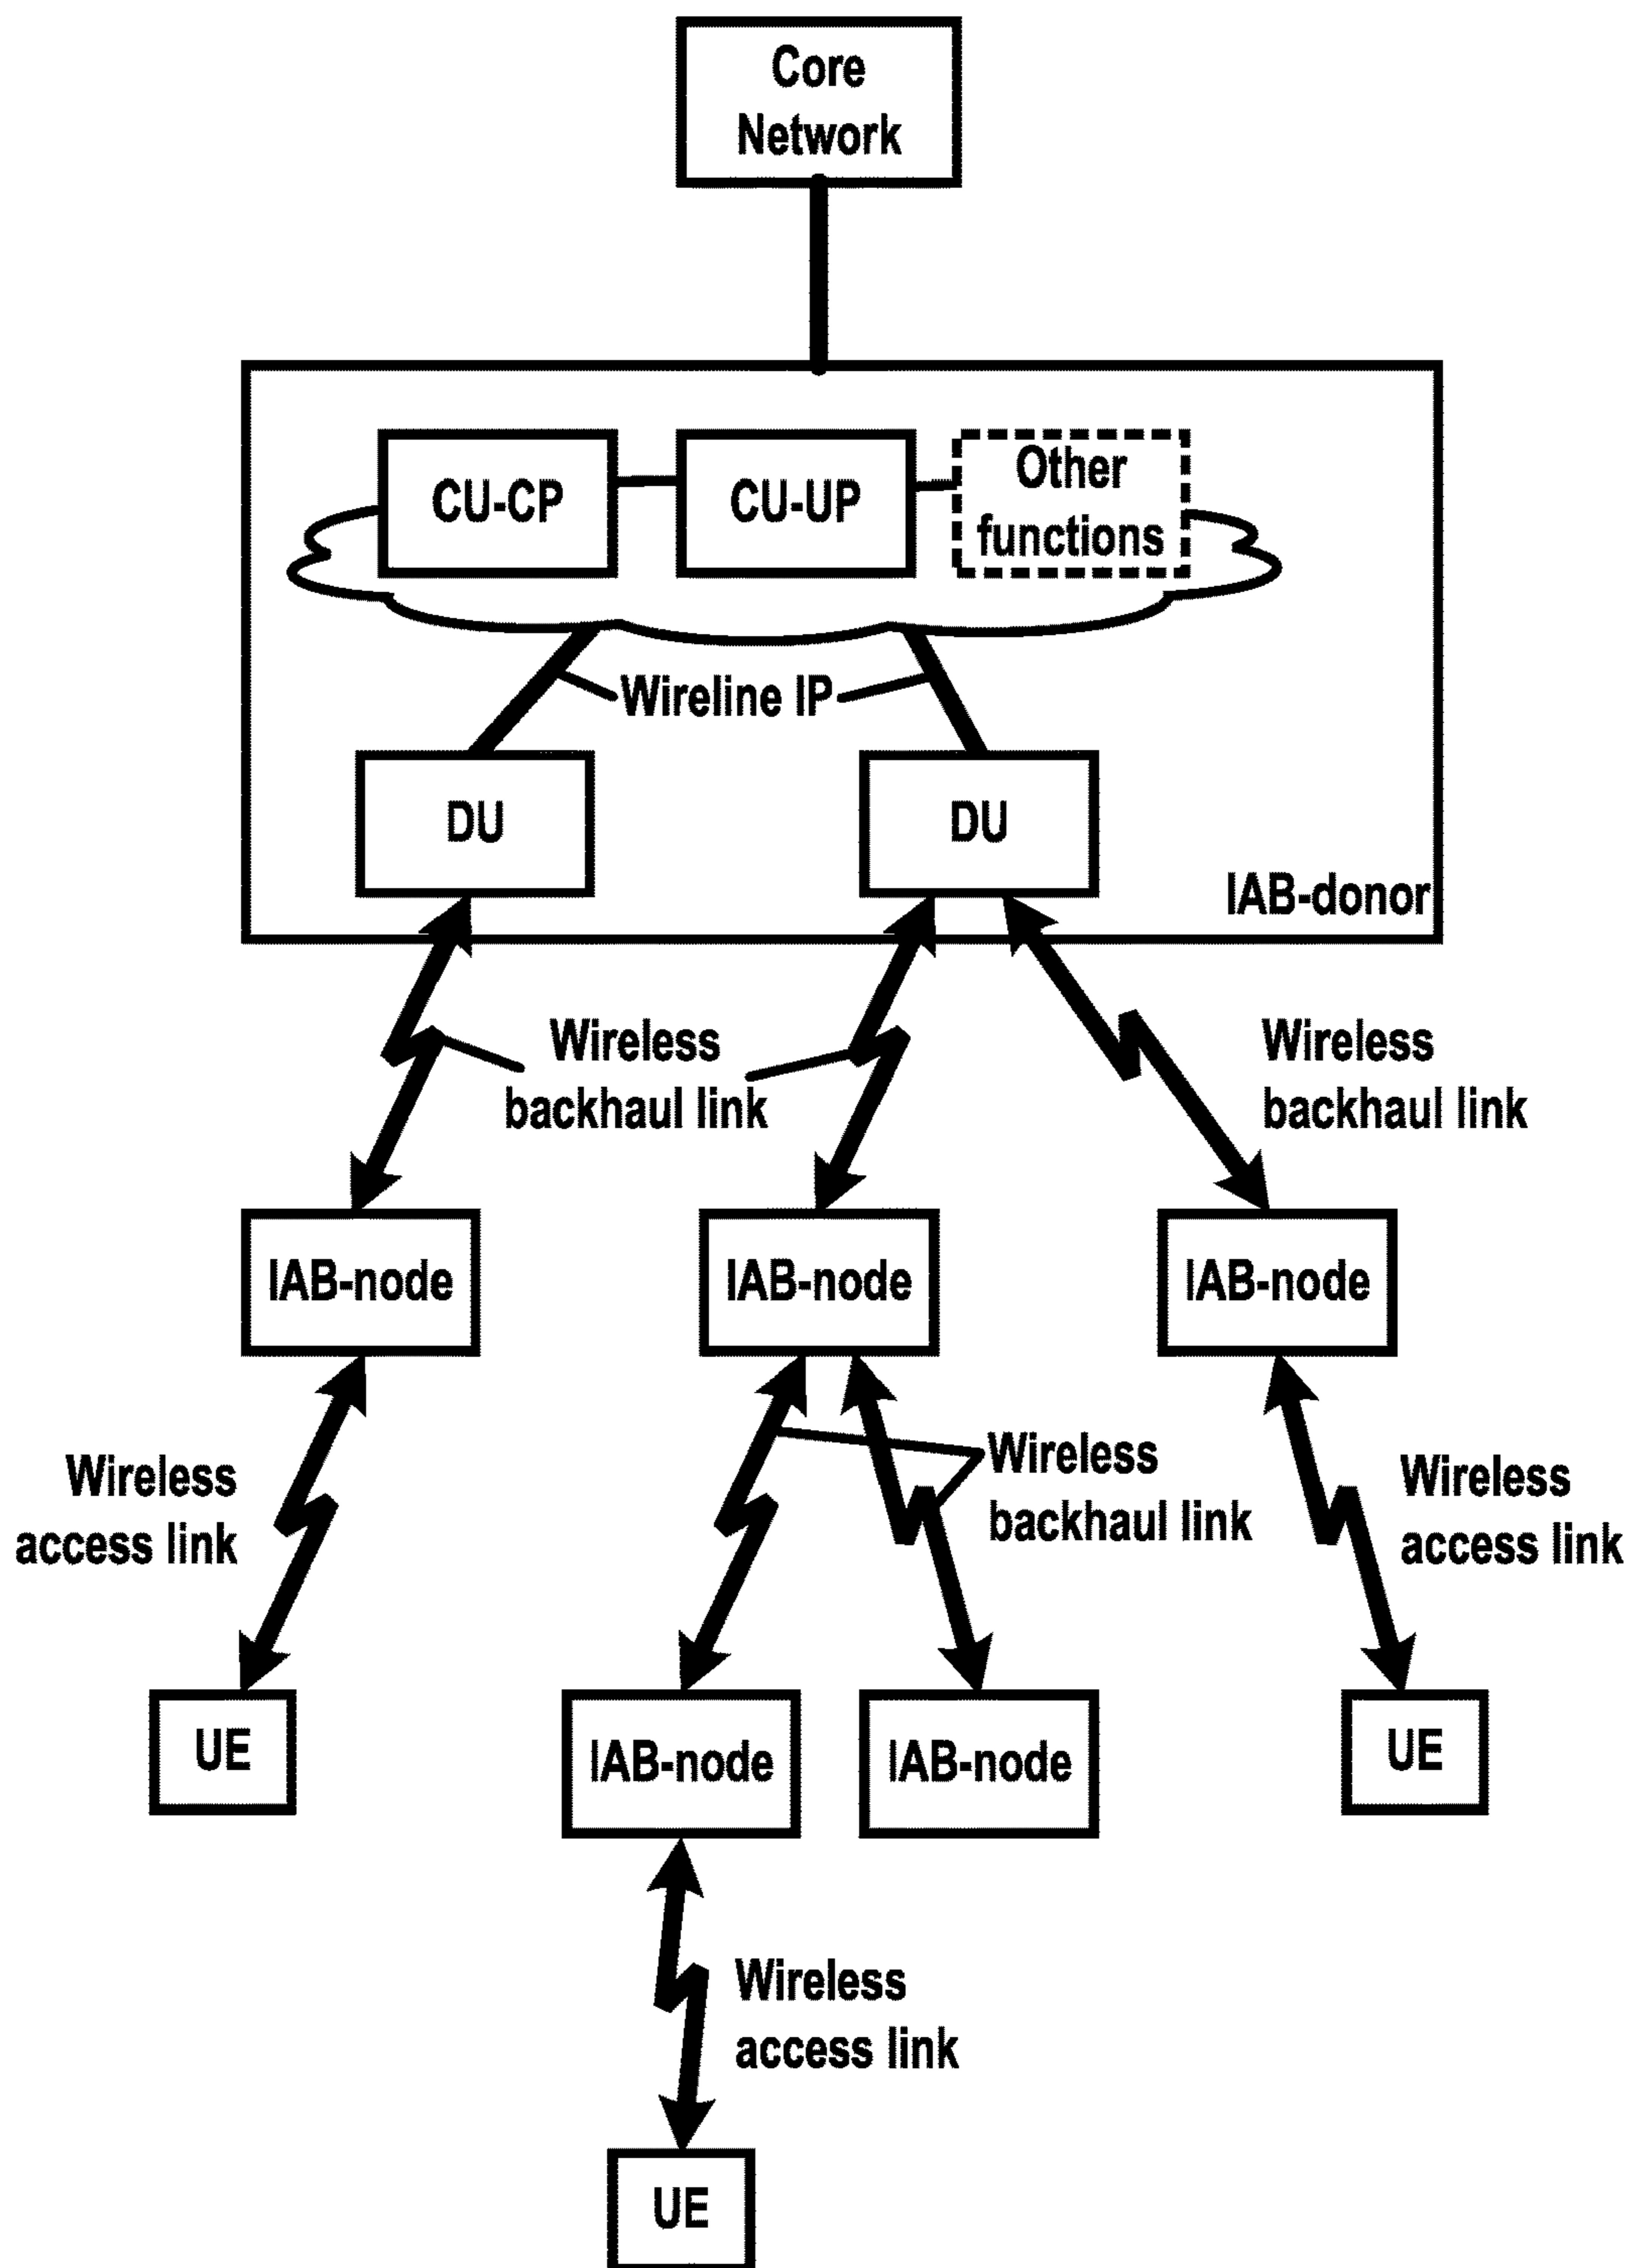 Core
Network
CU-CP
CU-UP
Other
functions
Wireline IP
DU
DU
IAB-donor
Wireless
backhaul link
Wireless
backhaul link
IAB-node
IAB-node
IAB-node
Wireless
access link
Wireless
backhaul link
Wireless
access link
UE
IAB-node
IAB-node
UE
Wireless
access link
UE